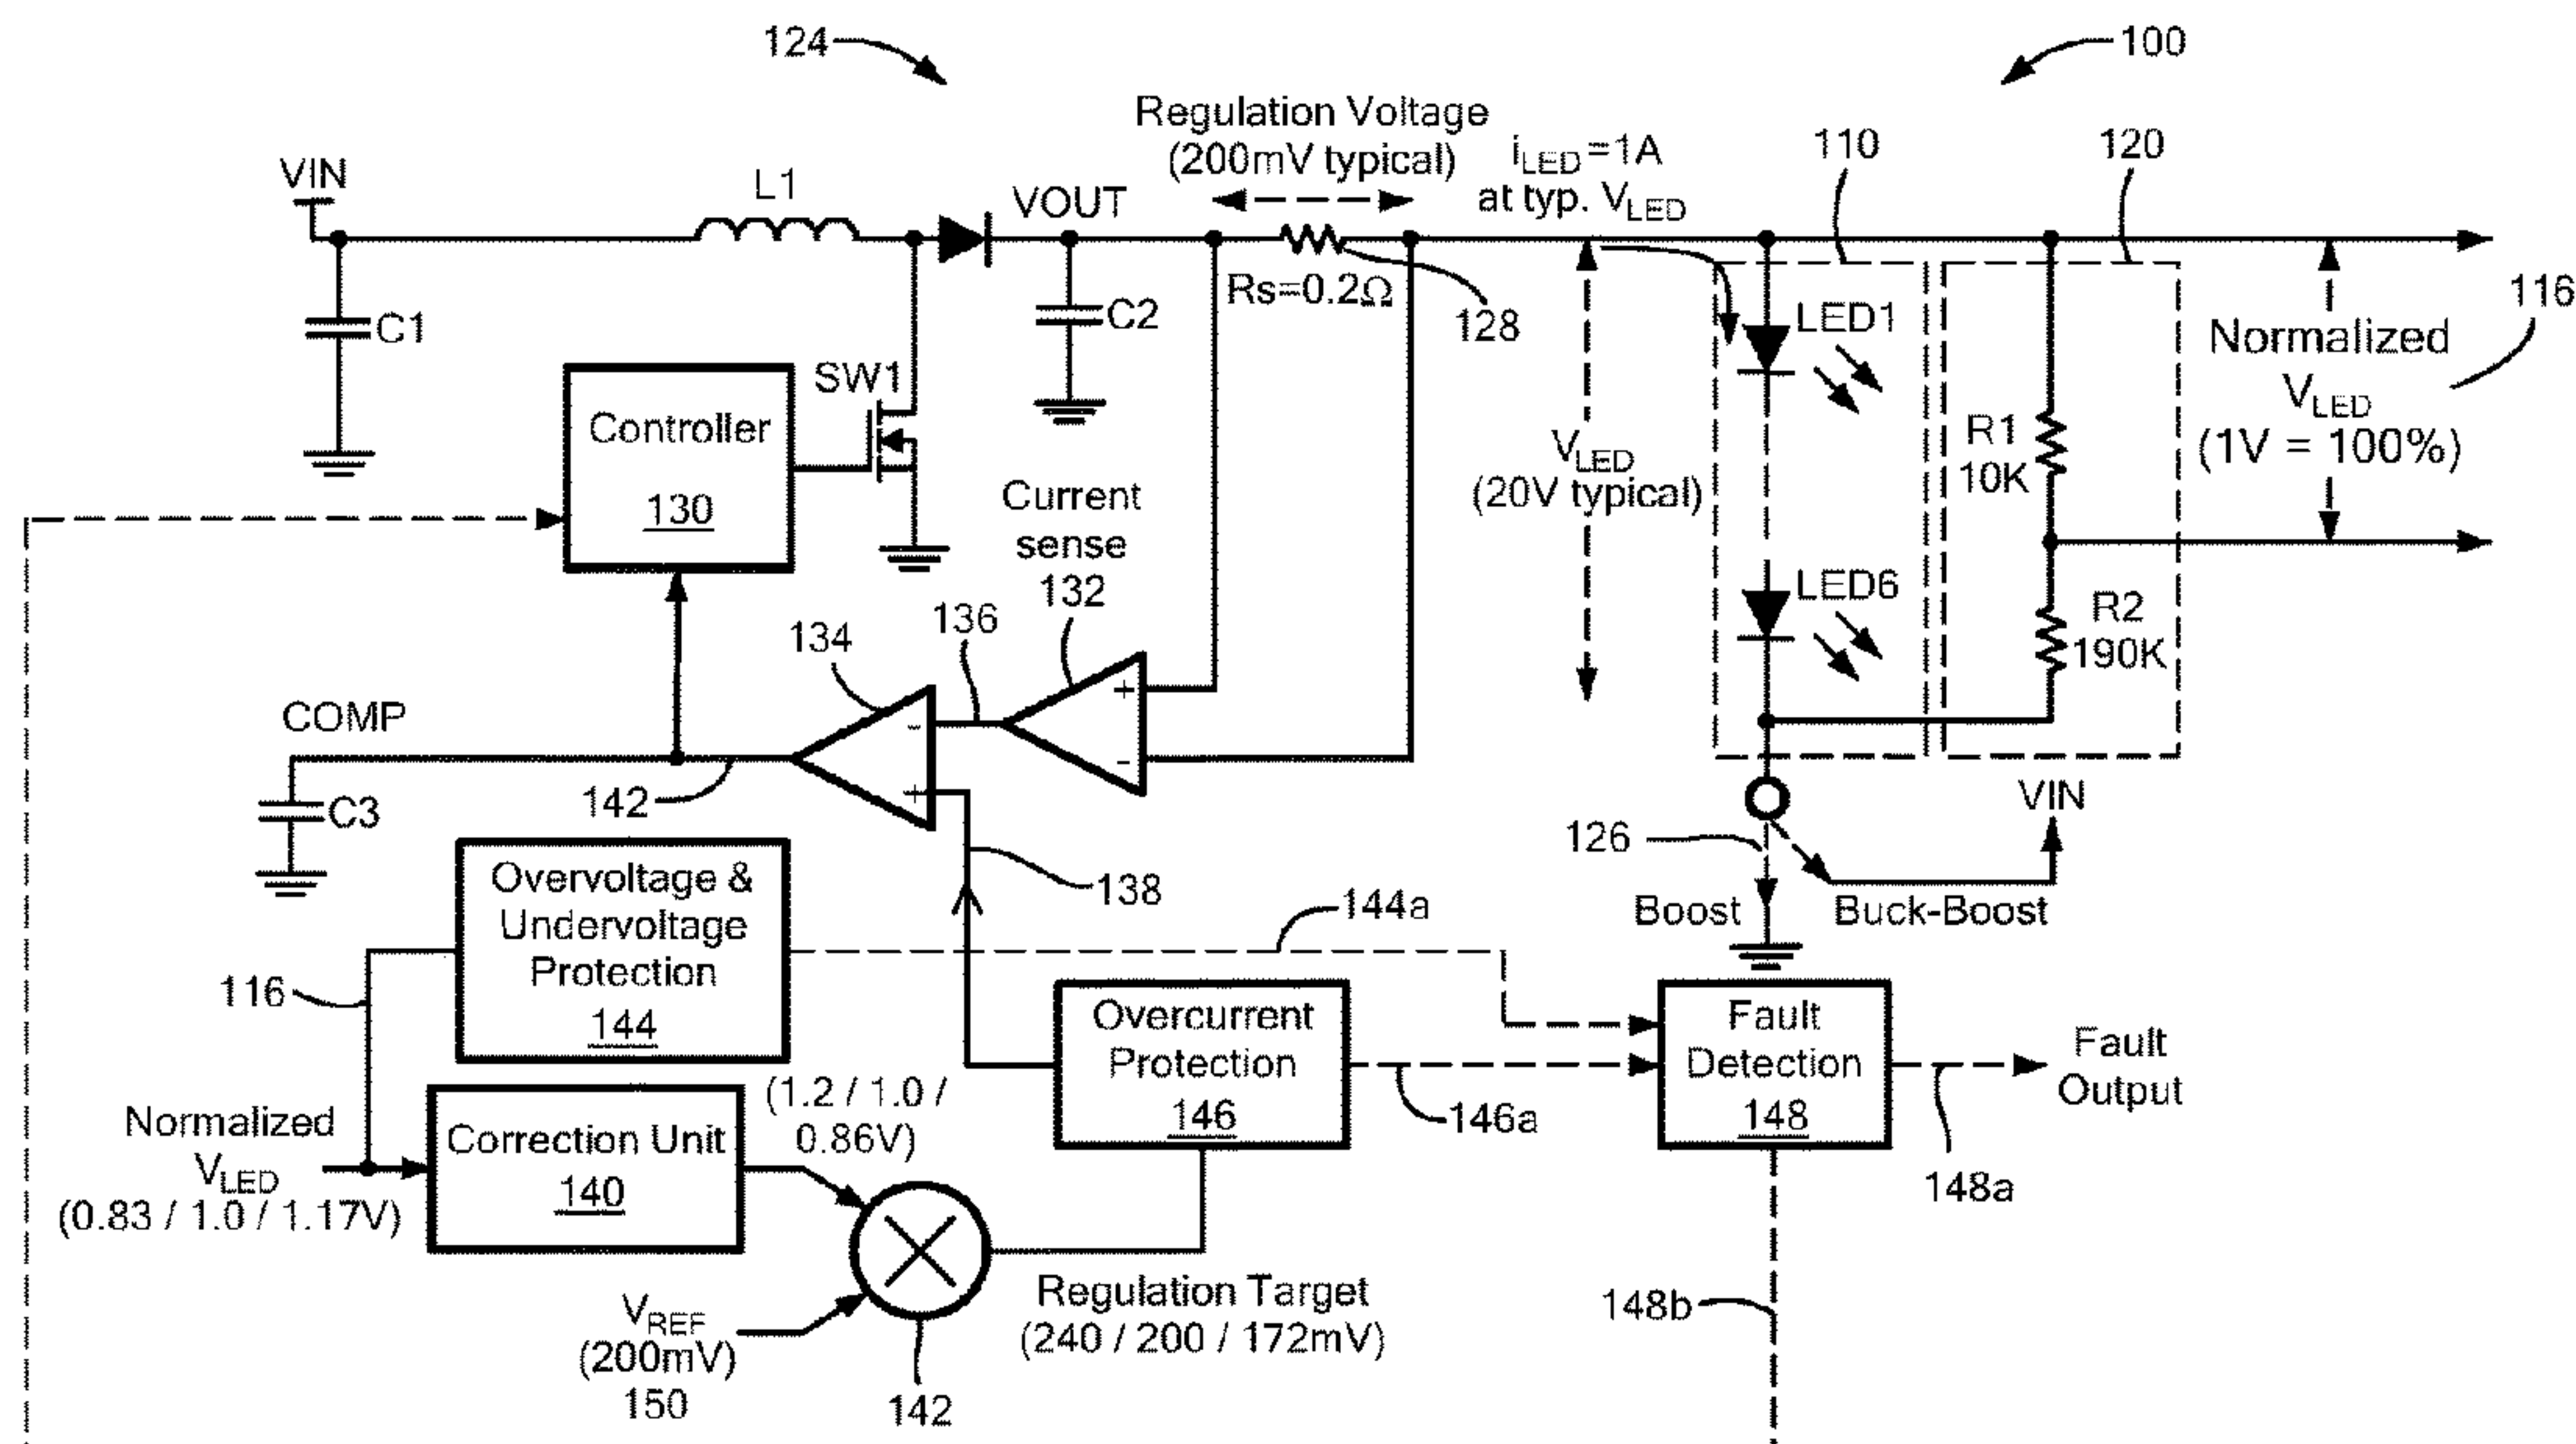 124
100
Regulation Voltage
(200mV typical)
iLED =1A
at typ. VLED
110
120
VIN
L1
VOUT
116
C1
C2
Rs=0.2Ω
128
LED1
Normalized
VLED
(1V = 100%)
SW1
Controller
130
R1
10K
VLED
(20V typical)
Current
sense
132
LED6
R2
190K
136
134
+
-
-
+
COMP
142
C3
138
VIN
126
Boost
Buck-Boost
Overvoltage &
Undervoltage
Protection
144
144a
116
Overcurrent
Protection
146
146a
Fault
Detection
148
Fault
Output
148a
Normalized
VLED
(0.83 / 1.0 / 1.17V)
Correction Unit
140
(1.2 / 1.0 /
0.86V)
VREF
(200mV)
150
142
Regulation Target
(240 / 200 / 172mV)
148b